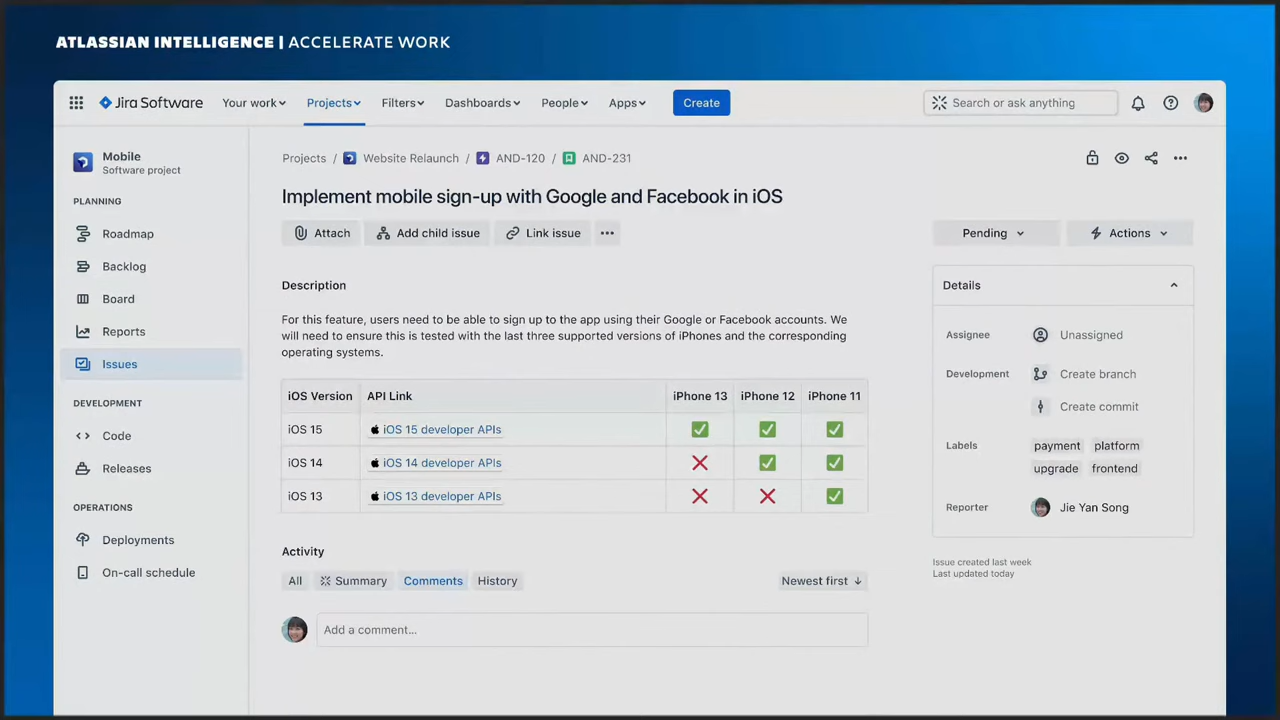 ATLASSIAN INTELLIGENCE | ACCELERATE WORK
Jira Software Your work Projects Filters Dashboards People Apps Create Search or ask anything
Mobile
Software project
PLANNING
Roadmap
Backlog
Board
Reports
Issues
DEVELOPMENT
Code
Releases
OPERATIONS
Deployments
On-call schedule
Projects / Website Relaunch / AND-120 / AND-231
Implement mobile sign-up with Google and Facebook in iOS
Attach Add child issue Link issue
Description
For this feature, users need to be able to sign up to the app using their Google or Facebook accounts. We
will need to ensure this is tested with the last three supported versions of iPhones and the corresponding
operating systems.
iOS Version API Link iPhone 13 iPhone 12 iPhone 11
iOS 15 iOS 15 developer APIs
iOS 14 iOS 14 developer APIs
iOS 13 iOS 13 developer APIs
Activity
All Summary Comments History Newest first
Add a comment...
Pending Actions
Details
Assignee Unassigned
Development Create branch
Create commit
Labels payment platform
upgrade frontend
Reporter Jie Yan Song
Issue created last week
Last updated today